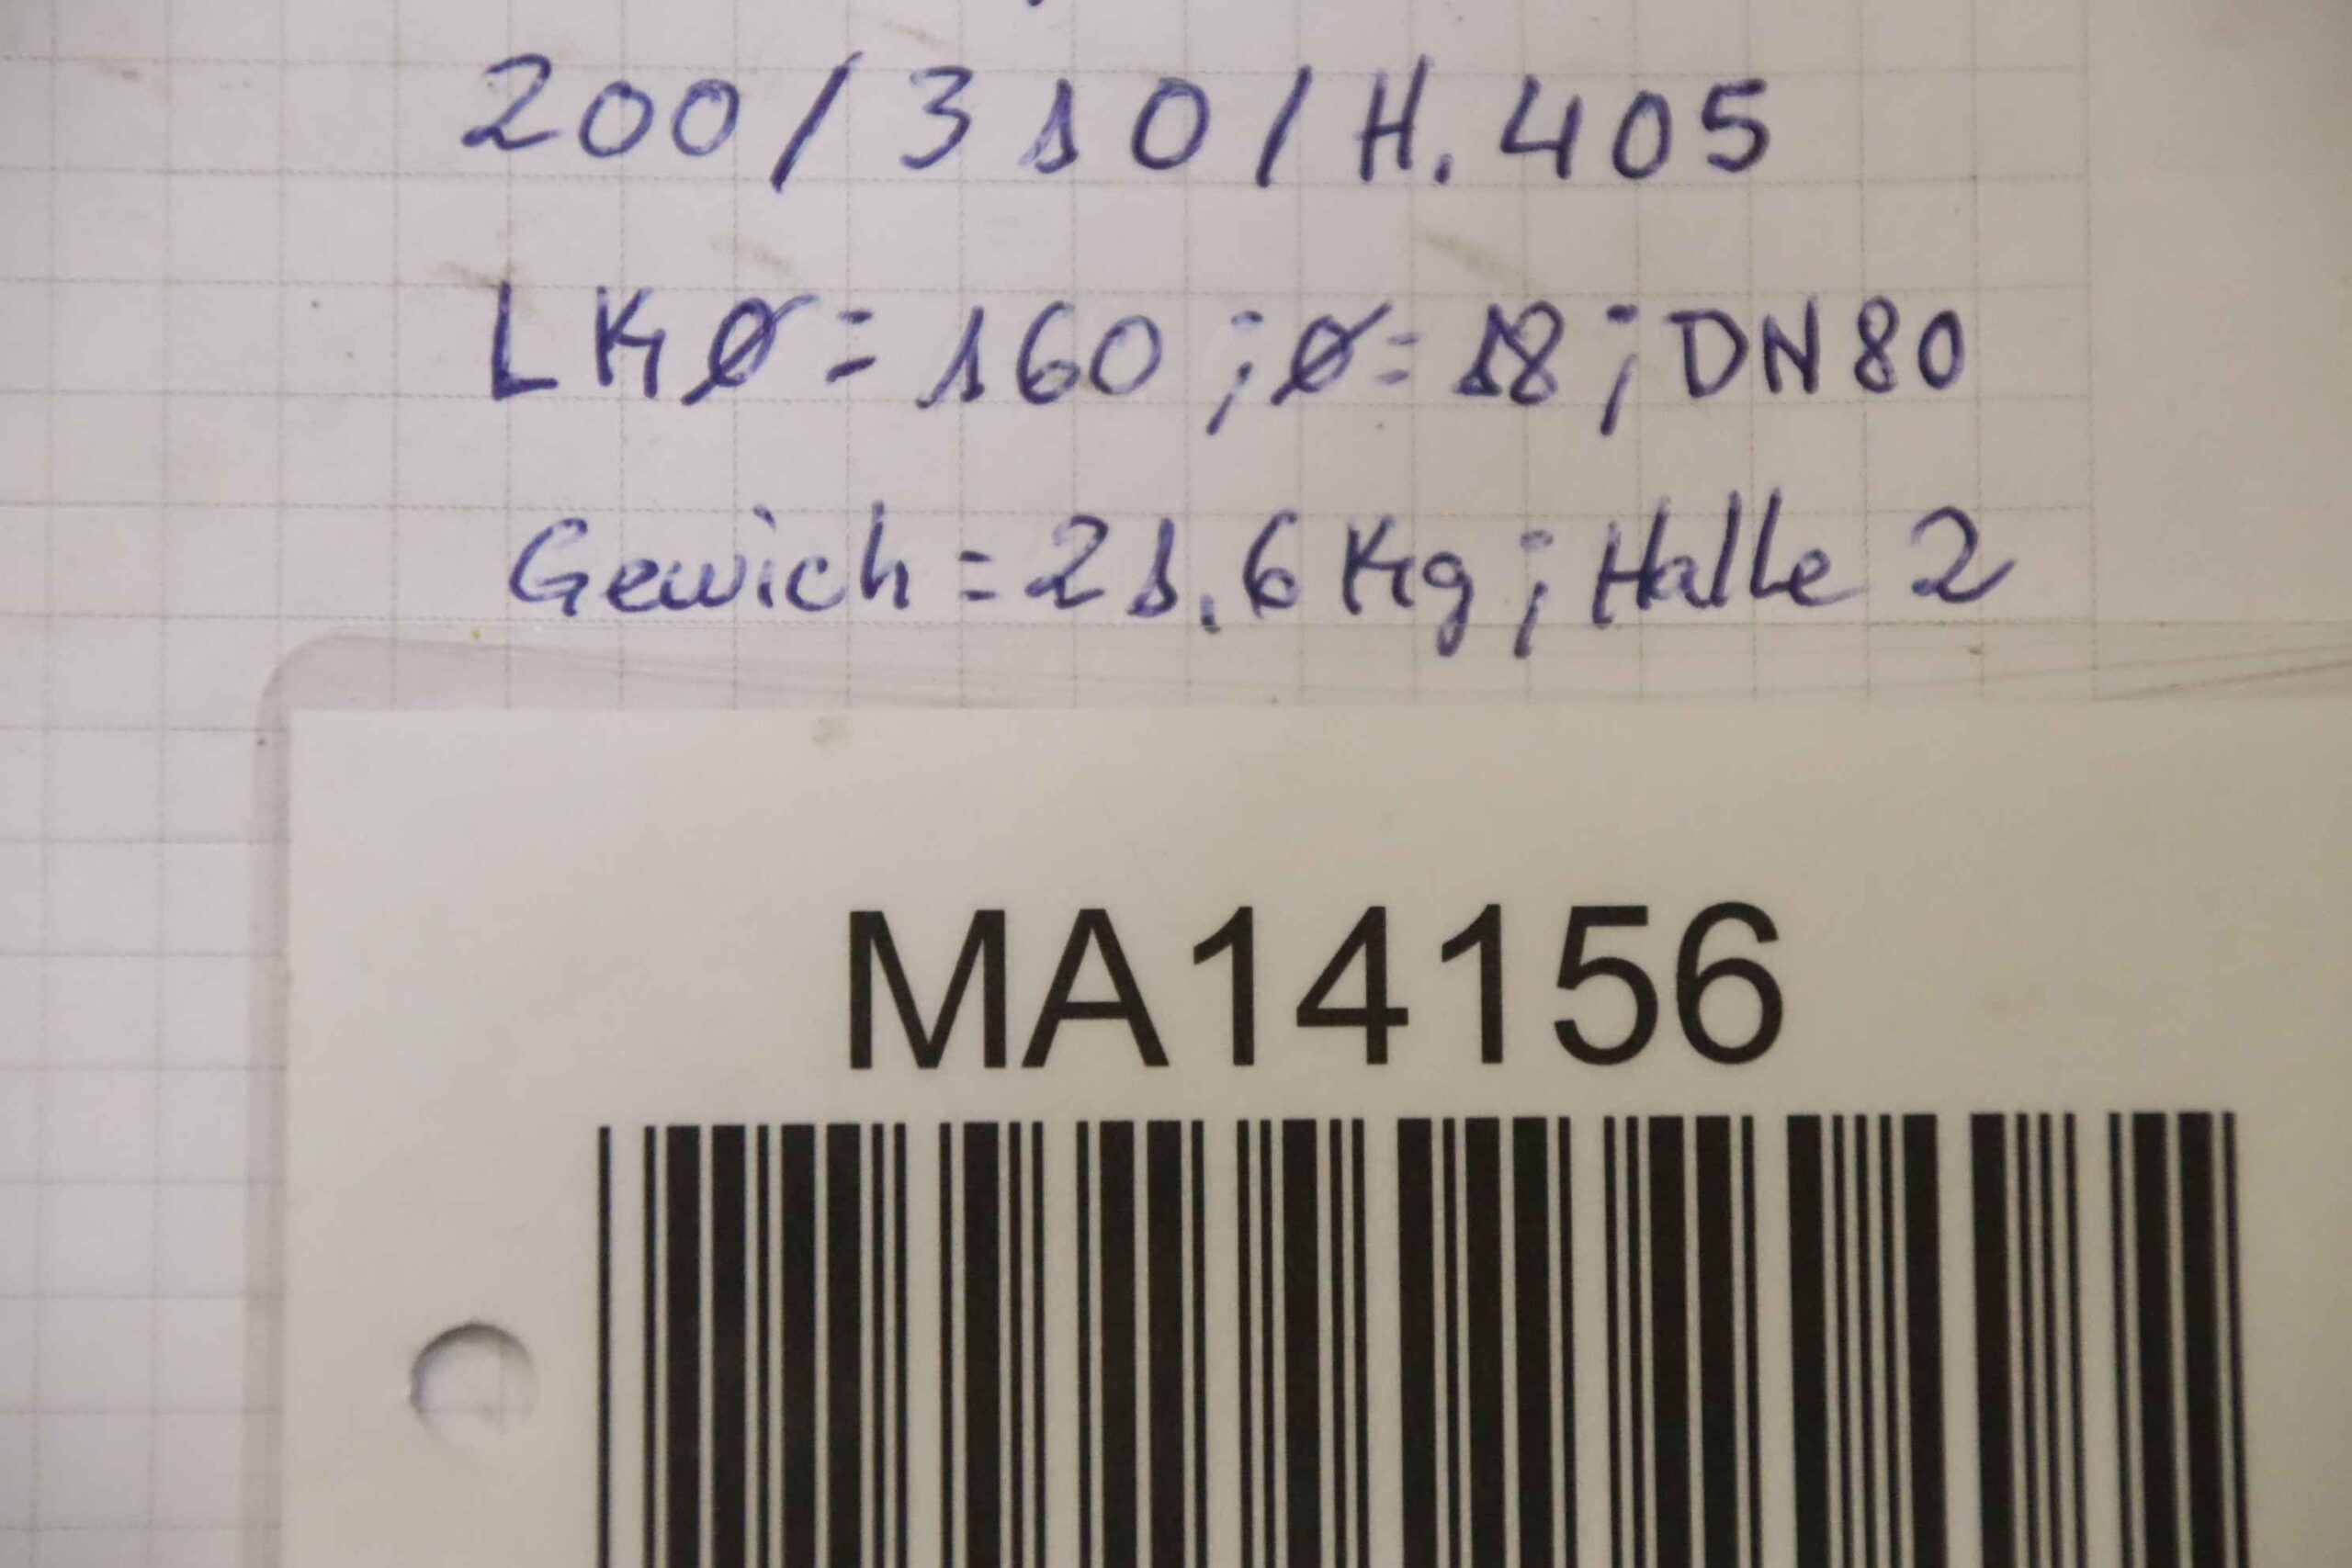 200/310/H.405
LKØ=160;Ø=18;DN80
Gewich=21.6Kg;Halle 2
MA14156